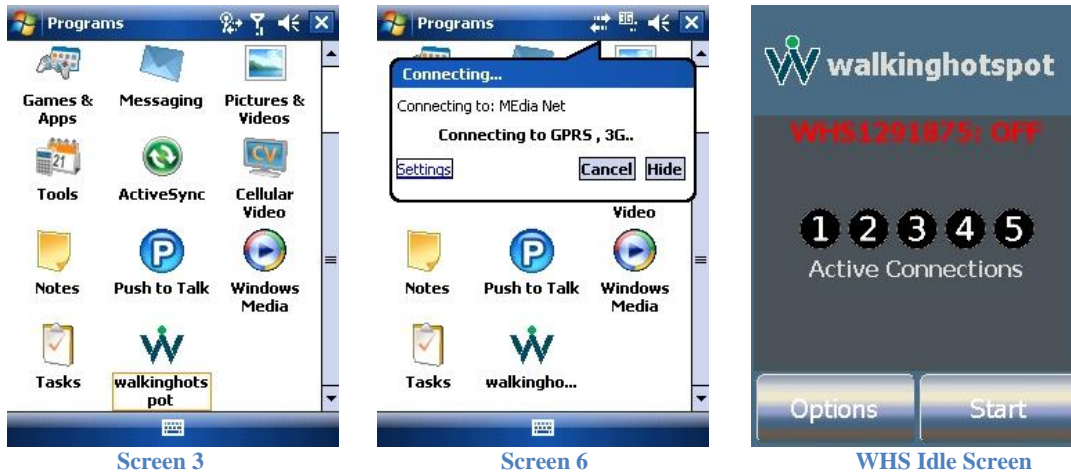 Programs
Games & Apps
Messaging
Pictures & Videos
21
CV
Tools
ActiveSync
Cellular Video
P
Notes
Push to Talk
Windows Media
Tasks
walkinghots pot
Screen 3
Programs
3G
Connecting...
Connecting to: MEdia Net
Connecting to GPRS , 3G..
Settings
Cancel
Hide
Video
P
Notes
Push to Talk
Windows Media
Tasks
walkingho...
Screen 6
walkinghotspot
WHS1291875: OFF
1 2 3 4 5
Active Connections
Options
Start
WHS Idle Screen